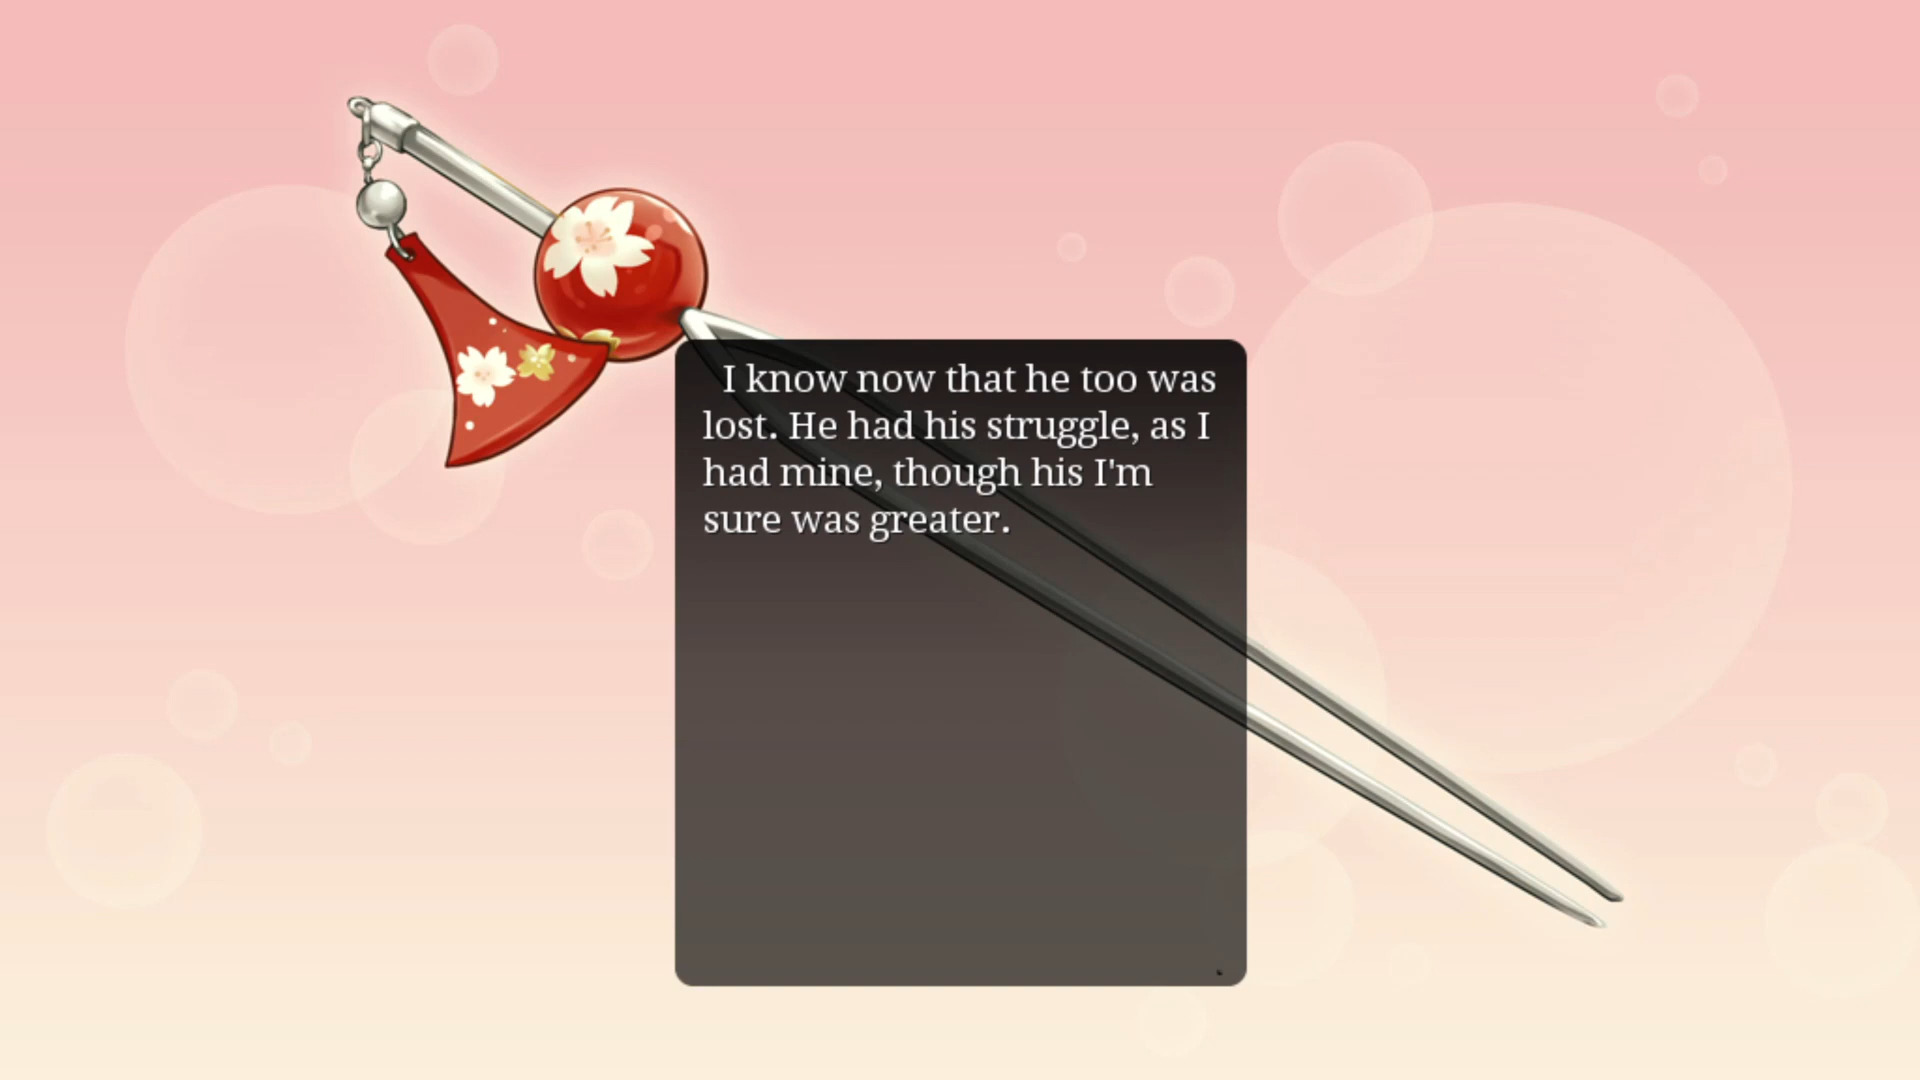 I know now that he too was
lost. He had his struggle, as I
had mine, though his I'm
sure was greater.